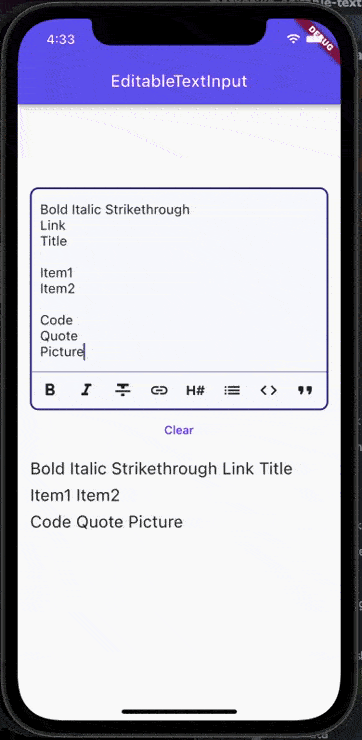 4:33
DEBUG
EditableTextInput
Bold Italic Strikethrough
Link
Title
Item1
Item2
Code
Quote
Picture
B I S H# <> "
Clear
Bold Italic Strikethrough Link Title
Item1 Item2
Code Quote Picture